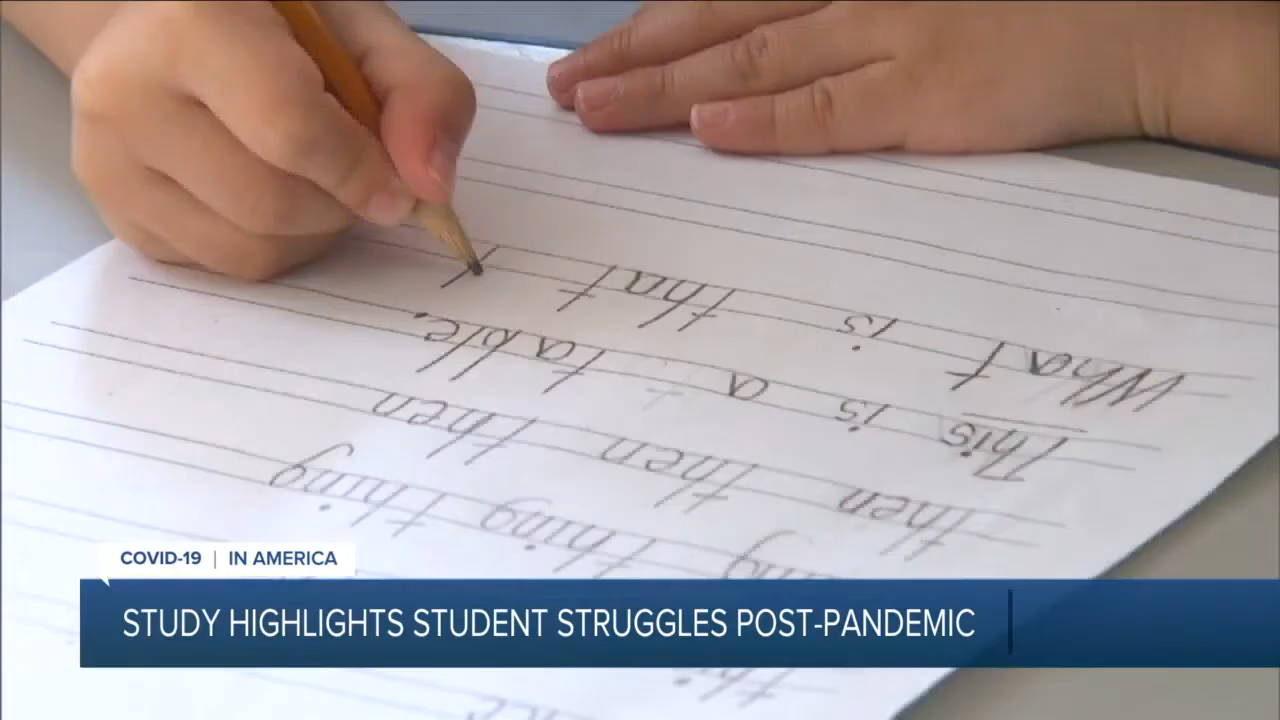 ing thing thing
then then then
This is a table.
What is that
COVID-19 | IN AMERICA
STUDY HIGHLIGHTS STUDENT STRUGGLES POST-PANDEMIC